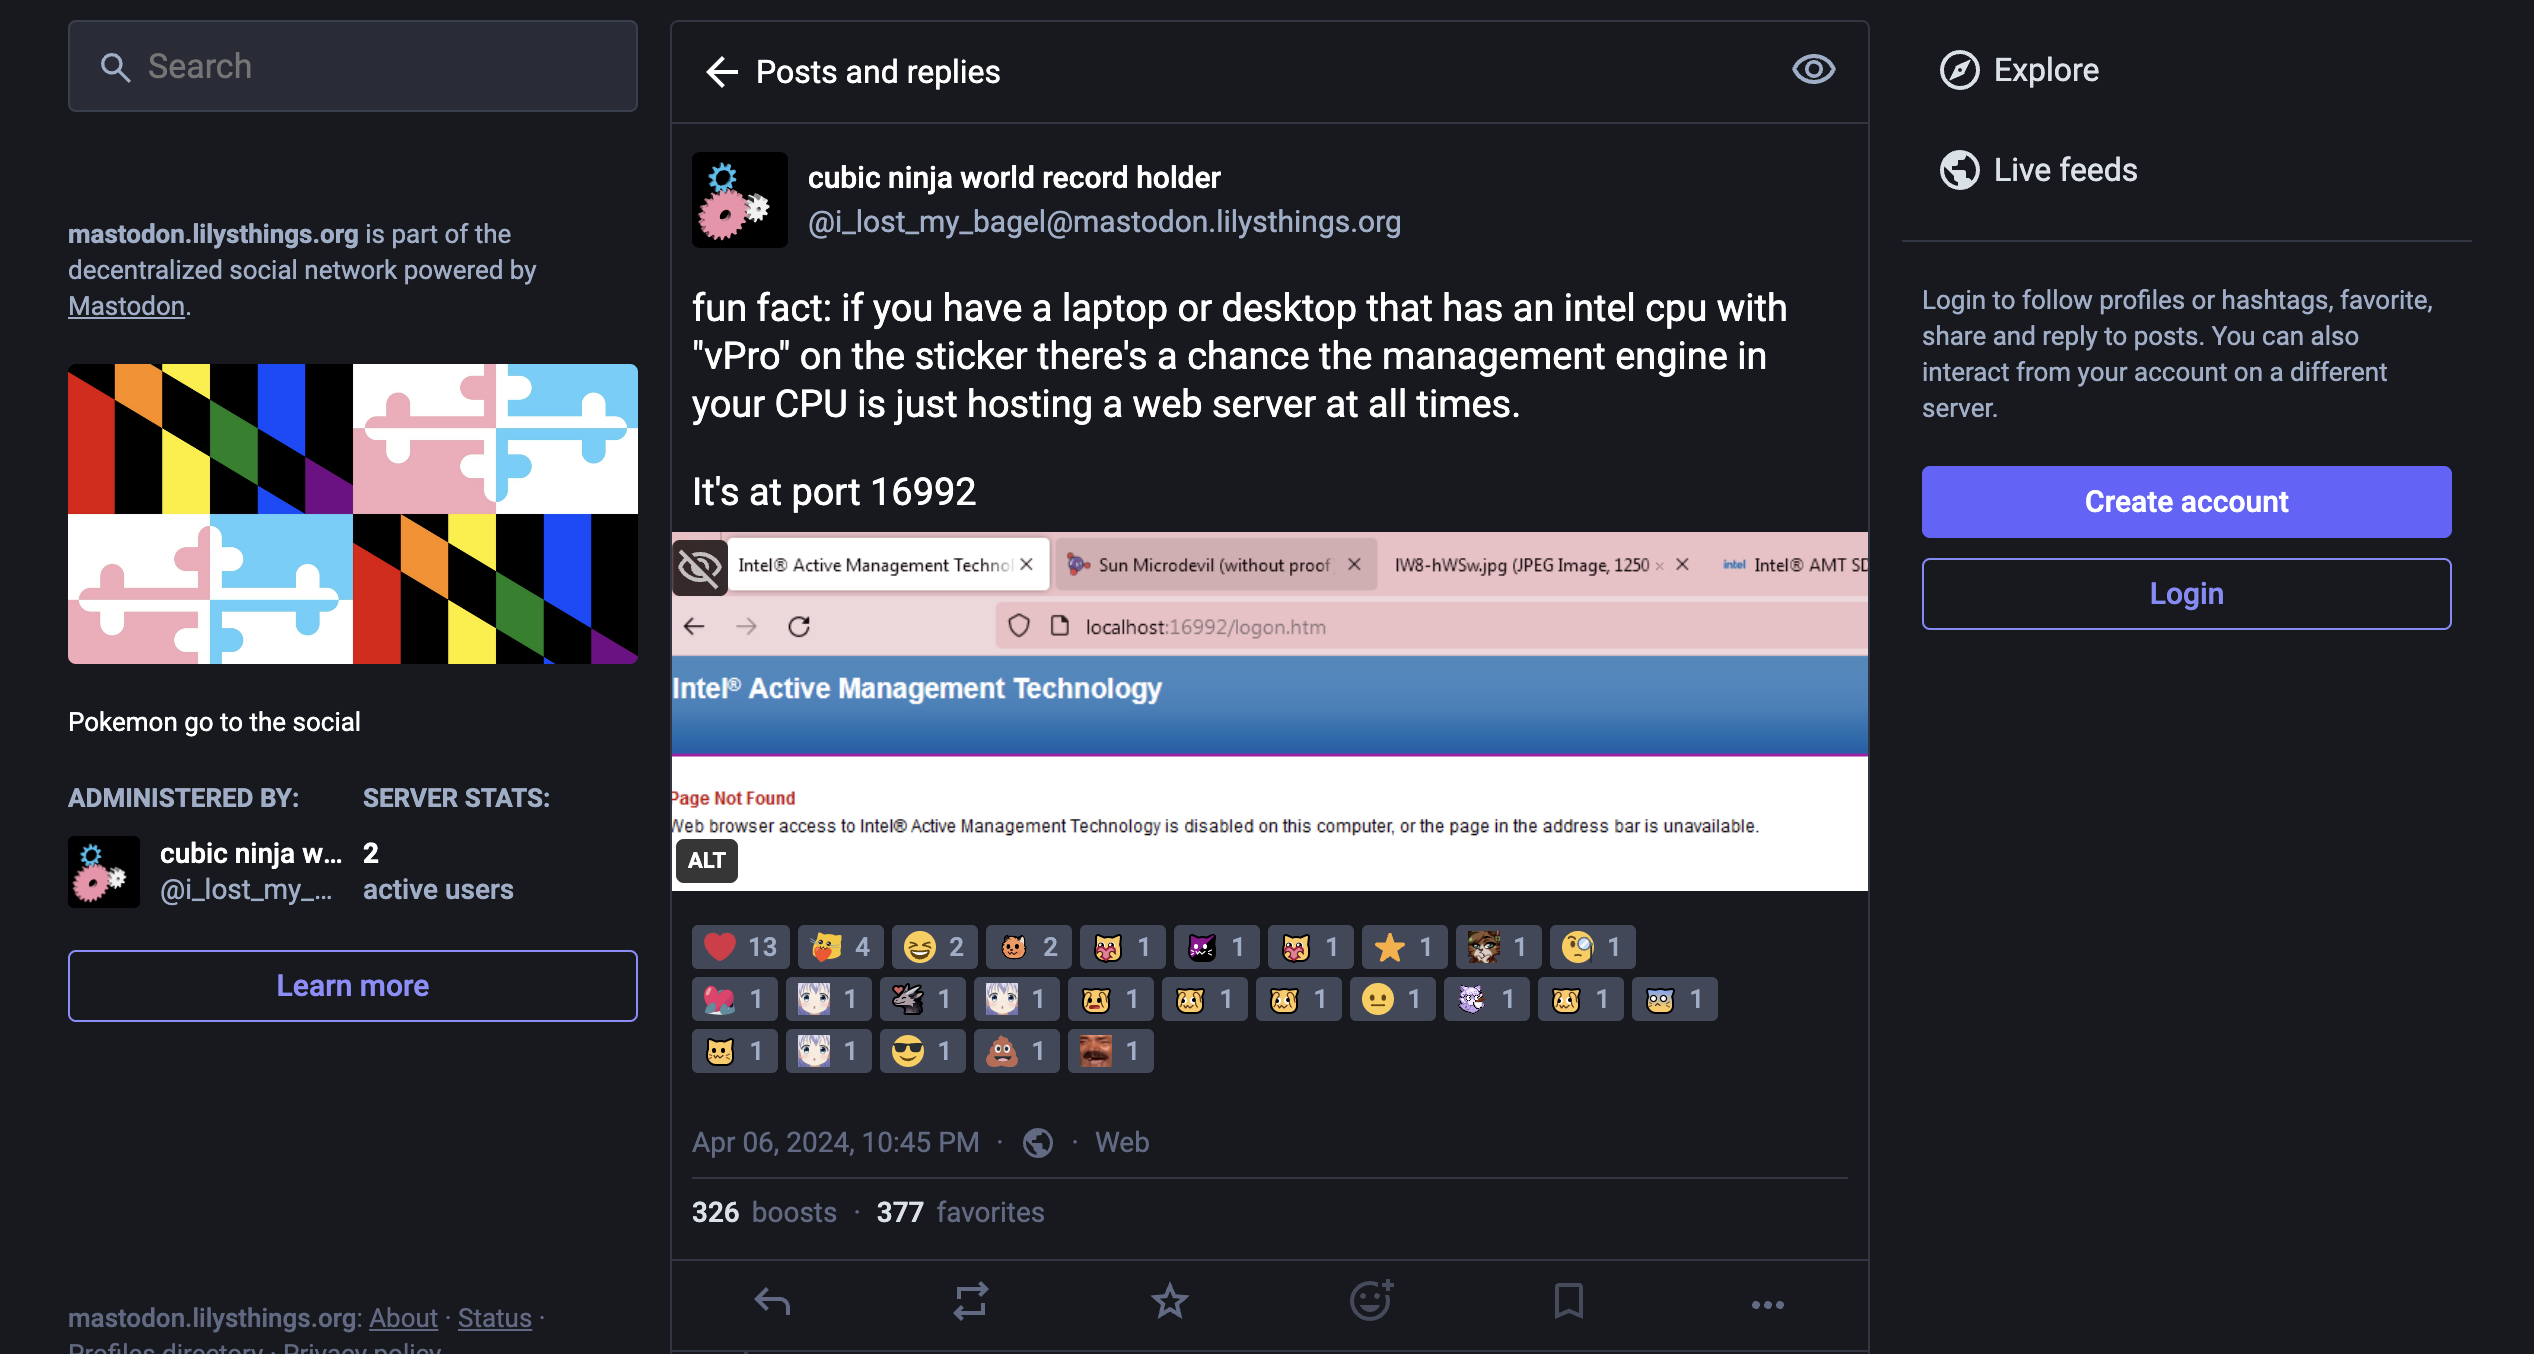 Search
mastodon.lilysthings.org is part of the
decentralized social network powered by
Mastodon.
Pokemon go to the social
ADMINISTERED BY:
cubic ninja w...
@i_lost_my_...
SERVER STATS:
2
active users
Learn more
mastodon.lilysthings.org: About · Status ·
Profiles directory · Privacy policy
Posts and replies
cubic ninja world record holder
@i_lost_my_bagel@mastodon.lilysthings.org
fun fact: if you have a laptop or desktop that has an intel cpu with
"vPro" on the sticker there's a chance the management engine in
your CPU is just hosting a web server at all times.
It's at port 16992
Intel® Active Management Technol
Sun Microdevil (without proof
IW8-hWSw.jpg (JPEG Image, 1250 ×
intel Intel® AMT SD
localhost:16992/logon.htm
Intel® Active Management Technology
Page Not Found
Web browser access to Intel® Active Management Technology is disabled on this computer, or the page in the address bar is unavailable.
ALT
13 4 2 2 1 1 1 1 1 1
1 1 1 1 1 1 1 1 1 1 1
1 1 1 1 1
Apr 06, 2024, 10:45 PM · · Web
326 boosts · 377 favorites
Explore
Live feeds
Login to follow profiles or hashtags, favorite,
share and reply to posts. You can also
interact from your account on a different
server.
Create account
Login